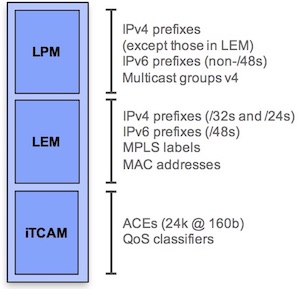 LPM
IPv4 prefixes
(except those in LEM)
IPv6 prefixes (non-/48s)
Multicast groups v4
LEM
IPv4 prefixes (/32s and /24s)
IPv6 prefixes (/48s)
MPLS labels
MAC addresses
iTCAM
ACEs (24k @ 160b)
QoS classifiers